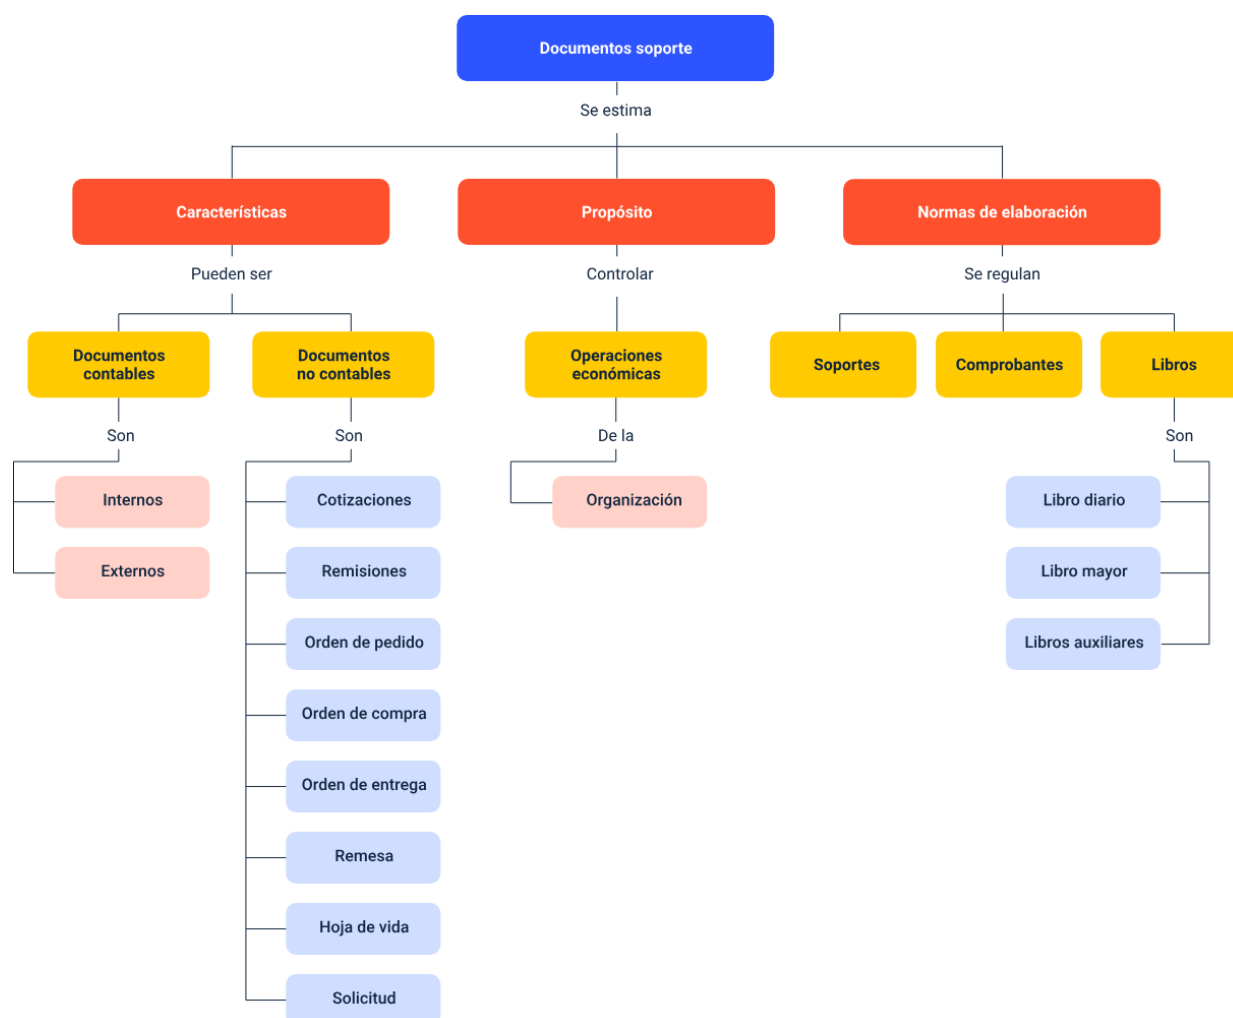 Documentos soporte
Se estima
Características
Propósito
Normas de elaboración
Pueden ser
Controlar
Se regulan
Documentos
contables
Documentos
no contables
Operaciones
económicas
Soportes
Comprobantes
Libros
Son
Son
De la
Son
Internos
Cotizaciones
Organización
Libro diario
Externos
Remisiones
Libro mayor
Orden de pedido
Libros auxiliares
Orden de compra
Orden de entrega
Remesa
Hoja de vida
Solicitud